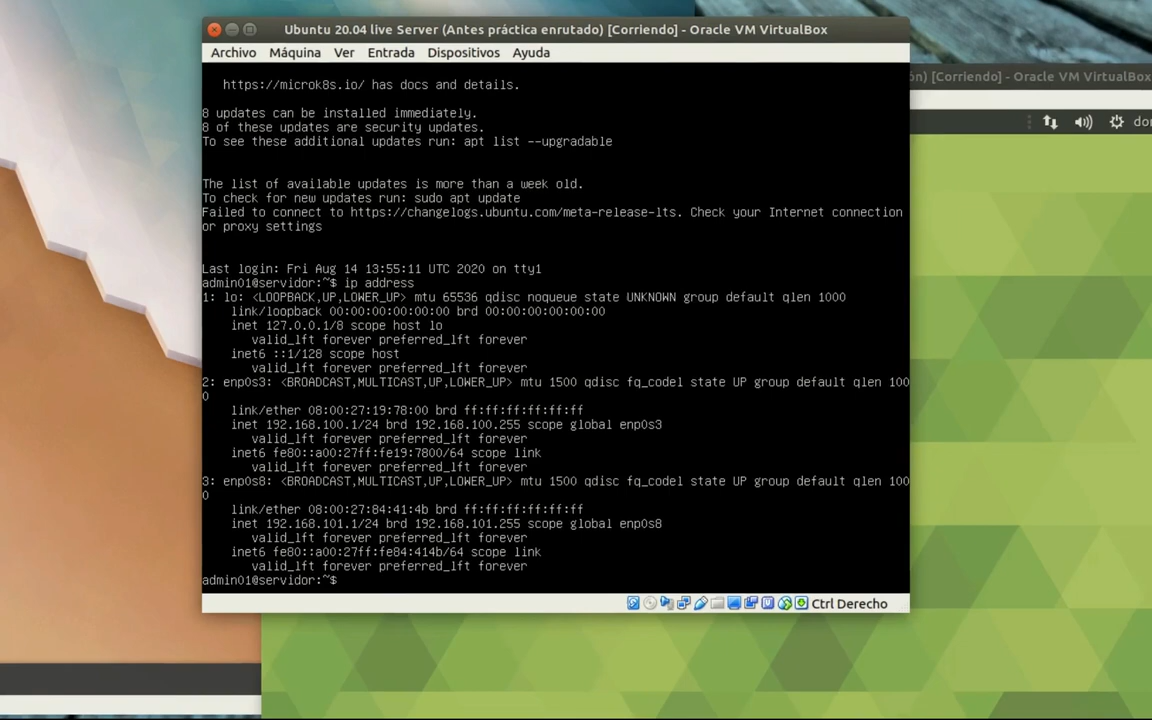 Ubuntu 20.04 live Server (Antes práctica enrutado) [Corriendo] - Oracle VM VirtualBox
Archivo Máquina Ver Entrada Dispositivos Ayuda
ón) [Corriendo] - Oracle VM VirtualBox
https://microk8s.io/ has docs and details.
8 updates can be installed immediately.
8 of these updates are security updates.
To see these additional updates run: apt list --upgradable
The list of available updates is more than a week old.
To check for new updates run: sudo apt update
Failed to connect to https://changelogs.ubuntu.com/meta-release-lts. Check your Internet connection
or proxy settings
Last login: Fri Aug 14 13:55:11 UTC 2020 on tty1
admin01@servidor:~$ ip address
1: lo: <LOOPBACK,UP,LOWER_UP> mtu 65536 qdisc noqueue state UNKNOWN group default qlen 1000
link/loopback 00:00:00:00:00:00 brd 00:00:00:00:00:00
inet 127.0.0.1/8 scope host lo
valid_lft forever preferred_lft forever
inet6 ::1/128 scope host
valid_lft forever preferred_lft forever
2: enp0s3: <BROADCAST,MULTICAST,UP,LOWER_UP> mtu 1500 qdisc fq_codel state UP group default qlen 100
0
link/ether 08:00:27:19:78:00 brd ff:ff:ff:ff:ff:ff
inet 192.168.100.1/24 brd 192.168.100.255 scope global enp0s3
valid_lft forever preferred_lft forever
inet6 fe80::a00:27ff:fe19:7800/64 scope link
valid_lft forever preferred_lft forever
3: enp0s8: <BROADCAST,MULTICAST,UP,LOWER_UP> mtu 1500 qdisc fq_codel state UP group default qlen 100
0
link/ether 08:00:27:84:41:4b brd ff:ff:ff:ff:ff:ff
inet 192.168.101.1/24 brd 192.168.101.255 scope global enp0s8
valid_lft forever preferred_lft forever
inet6 fe80::a00:27ff:fe84:414b/64 scope link
valid_lft forever preferred_lft forever
admin01@servidor:~$
Ctrl Derecho